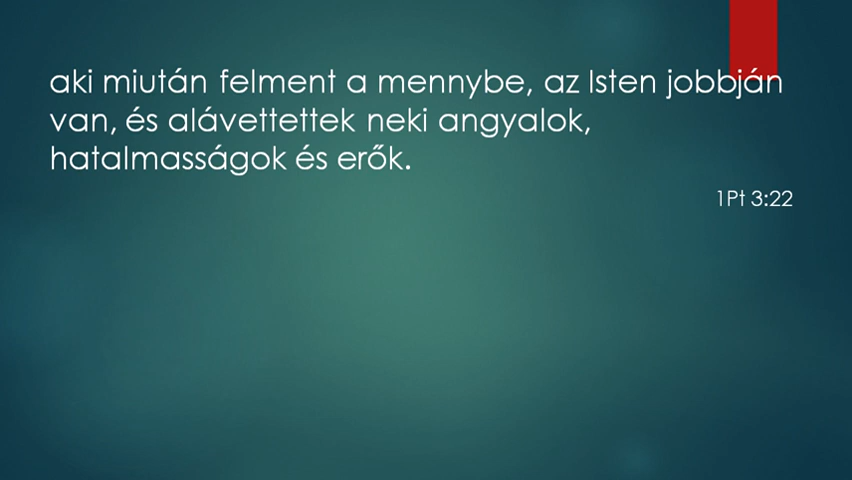 aki miután felment a mennybe, az Isten jobbján
van, és alávettettek neki angyalok,
hatalmasságok és erők.
1Pt 3:22